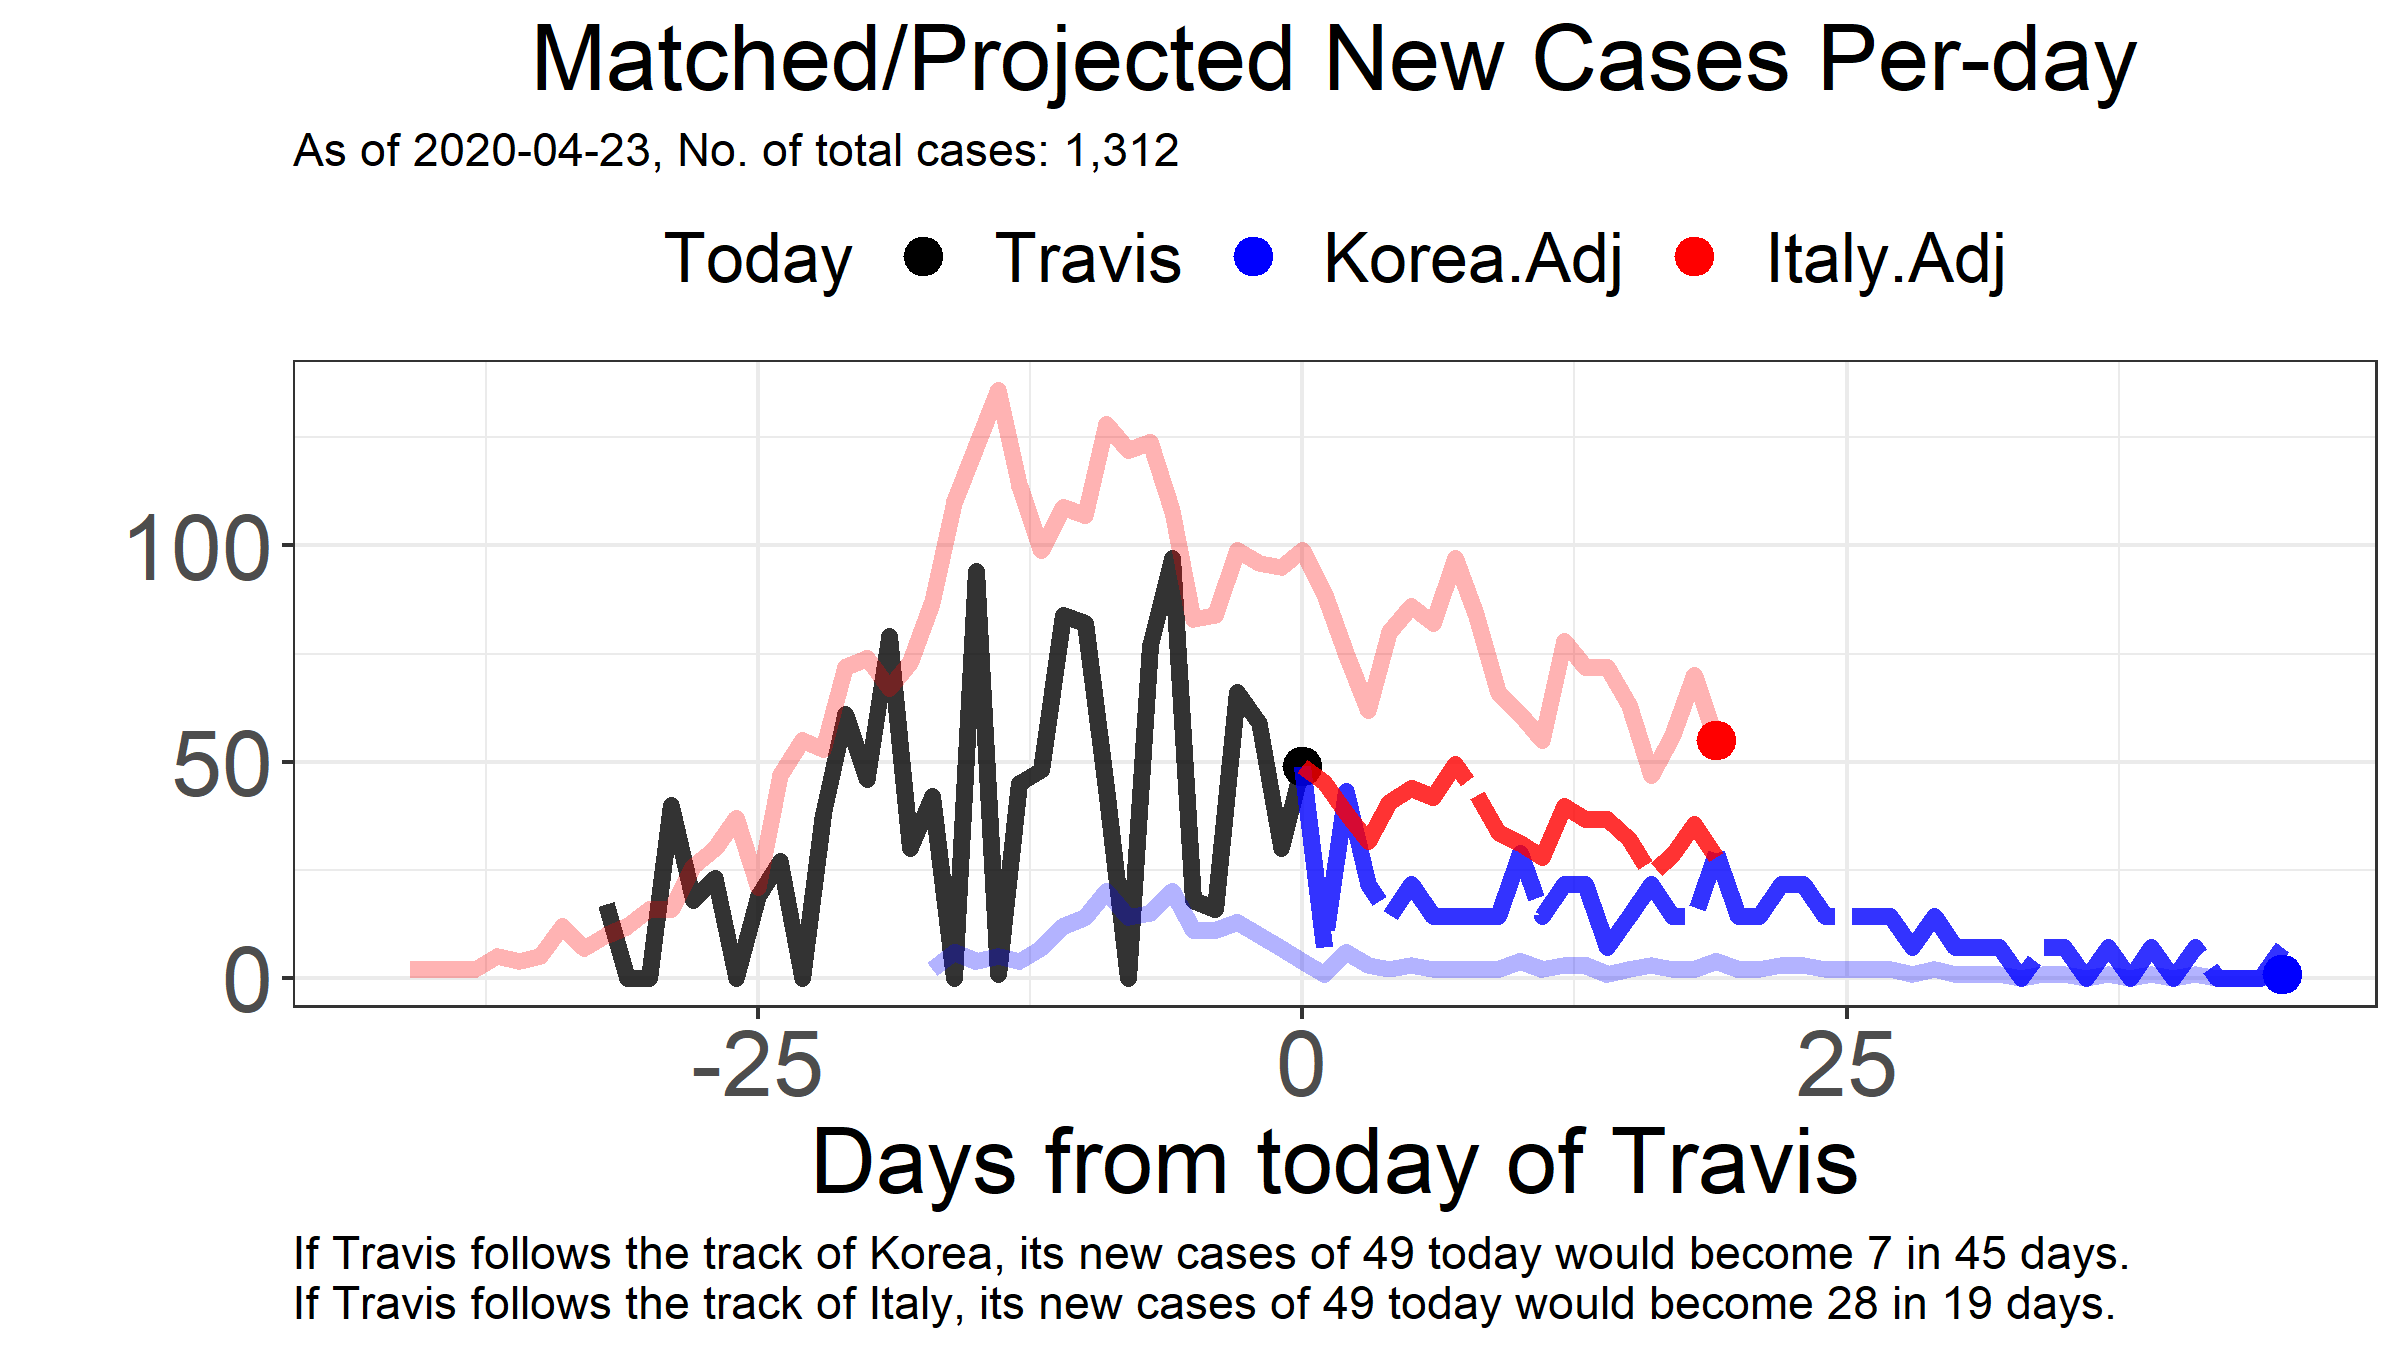 Matched/Projected New Cases Per-day
As of 2020-04-23, No. of total cases: 1,312
Today Travis Korea.Adj Italy.Adj
100
50
0
-25 0 25
Days from today of Travis
If Travis follows the track of Korea, its new cases of 49 today would become 7 in 45 days.
If Travis follows the track of Italy, its new cases of 49 today would become 28 in 19 days.